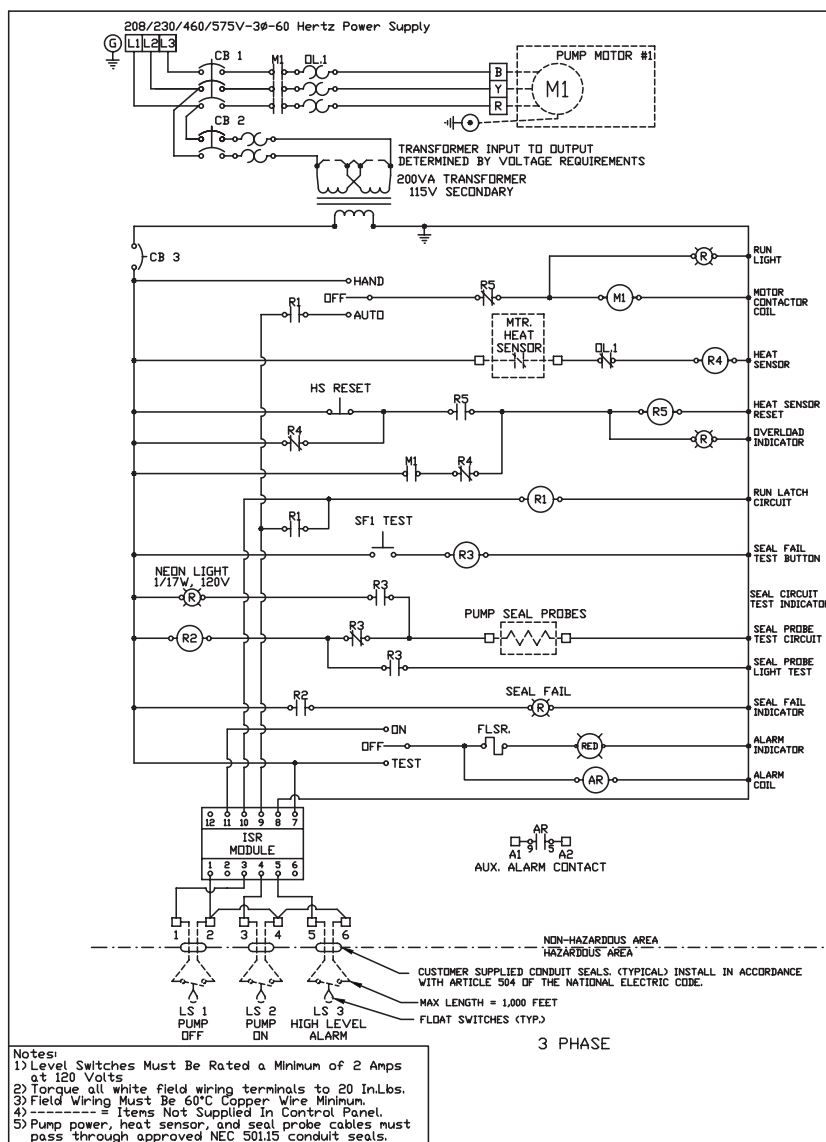 208/230/460/575V-3Ø-60 Hertz Power Supply
G L1 L2 L3
CB 1
M1
OL1
B
Y
R
PUMP MOTOR #1
M1
CB 2
TRANSFORMER INPUT TO OUTPUT
DETERMINED BY VOLTAGE REQUIREMENTS
200VA TRANSFORMER
115V SECONDARY
CB 3
HAND
OFF
AUTO
R1
R5
R
RUN
LIGHT
M1
MOTOR
CONTACTOR
COIL
MTR.
HEAT
SENSOR
OL1
R4
HEAT
SENSOR
HS RESET
R5
R5
HEAT SENSOR
RESET
R4
R
OVERLOAD
INDICATOR
M1
R4
R1
RUN LATCH
CIRCUIT
R1
SF1 TEST
R3
SEAL FAIL
TEST BUTTON
NEON LIGHT
1/17W, 120V
R
R3
SEAL CIRCUIT
TEST INDICATOR
R2
R3
PUMP SEAL PROBES
SEAL PROBE
TEST CIRCUIT
R3
SEAL PROBE
LIGHT TEST
R2
SEAL FAIL
R
SEAL FAIL
INDICATOR
ON
OFF
TEST
FLSR.
RED
ALARM
INDICATOR
AR
ALARM
COIL
12 11 10 9 8 7
ISR
MODULE
1 2 3 4 5 6
AR
A1 9 5 A2
AUX. ALARM CONTACT
1 2 3 4 5 6
NON-HAZARDOUS AREA
HAZARDOUS AREA
CUSTOMER SUPPLIED CONDUIT SEALS. (TYPICAL) INSTALL IN ACCORDANCE
WITH ARTICLE 504 OF THE NATIONAL ELECTRIC CODE.
MAX LENGTH = 1,000 FEET
FLOAT SWITCHES (TYP.)
LS 1
PUMP
OFF
LS 2
PUMP
ON
LS 3
HIGH LEVEL
ALARM
3 PHASE
Notes:
1) Level Switches Must Be Rated a Minimum of 2 Amps
at 120 Volts
2) Torque all white field wiring terminals to 20 In.Lbs.
3) Field Wiring Must Be 60°C Copper Wire Minimum.
4) -------- = Items Not Supplied In Control Panel.
5) Pump power, heat sensor, and seal probe cables must
pass through approved NEC 501.15 conduit seals.